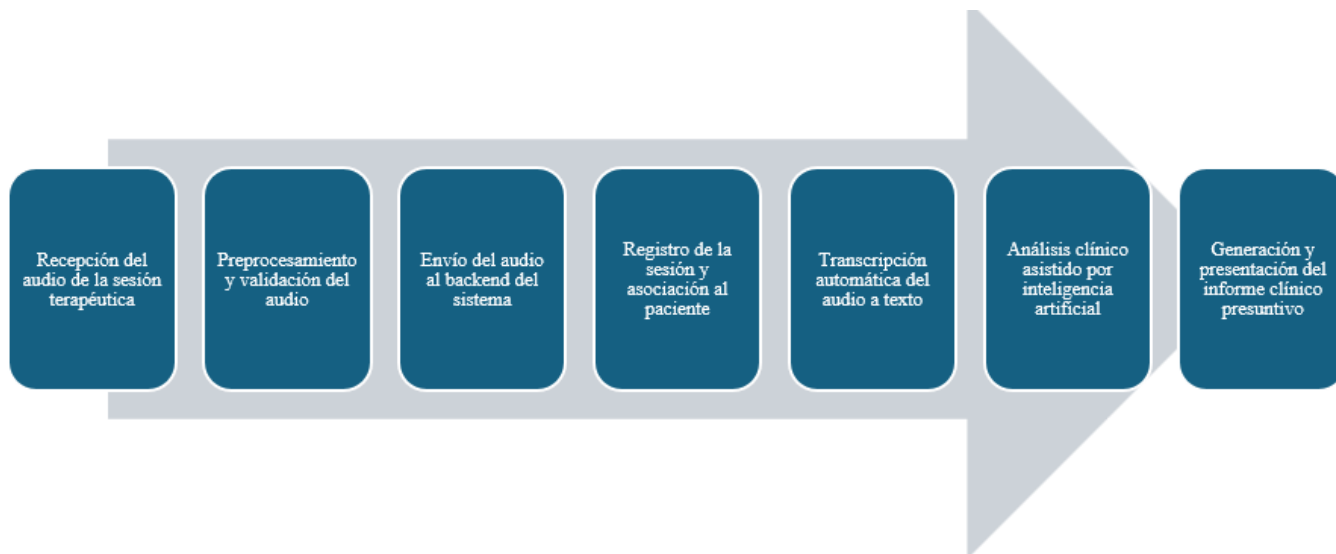 Recepción del
audio de la sesión
terapéutica
Preprocesamiento
y validación del
audio
Envío del audio
al backend del
sistema
Registro de la
sesión y
asociación al
paciente
Transcripción
automática del
audio a texto
Análisis clínico
asistido por
inteligencia
artificial
Generación y
presentación del
informe clínico
presuntivo